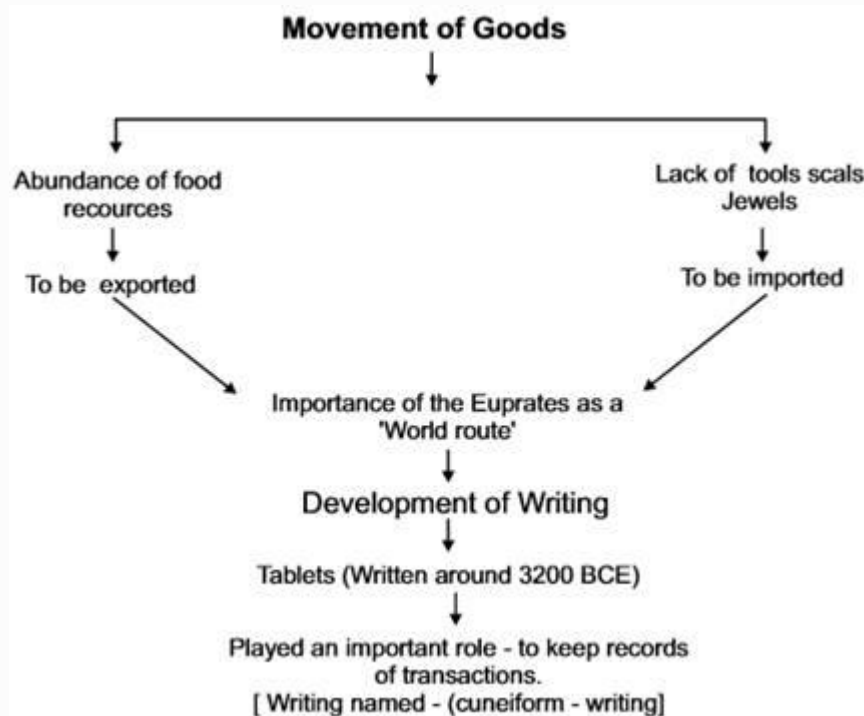 Movement of Goods
Abundance of food
recources
To be exported
Lack of tools scals
Jewels
To be imported
Importance of the Euprates as a
'World route'
Development of Writing
Tablets (Written around 3200 BCE)
Played an important role - to keep records
of transactions.
[ Writing named - (cuneiform - writing]